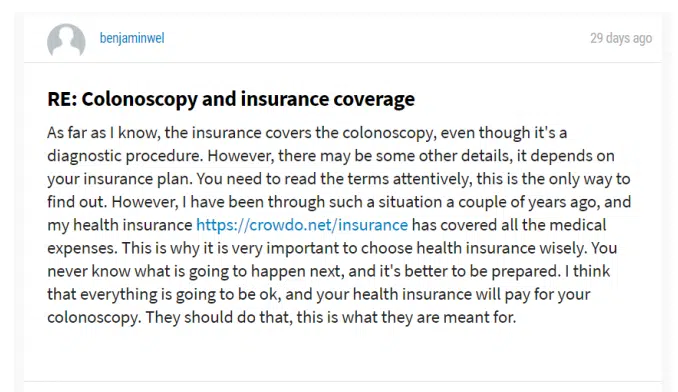 benjaminwel
29 days ago
RE: Colonoscopy and insurance coverage
As far as I know, the insurance covers the colonoscopy, even though it's a
diagnostic procedure. However, there may be some other details, it depends on
your insurance plan. You need to read the terms attentively, this is the only way to
find out. However, I have been through such a situation a couple of years ago, and
my health insurance https://crowdo.net/insurance has covered all the medical
expenses. This is why it is very important to choose health insurance wisely. You
never know what is going to happen next, and it's better to be prepared. I think
that everything is going to be ok, and your health insurance will pay for your
colonoscopy. They should do that, this is what they are meant for.